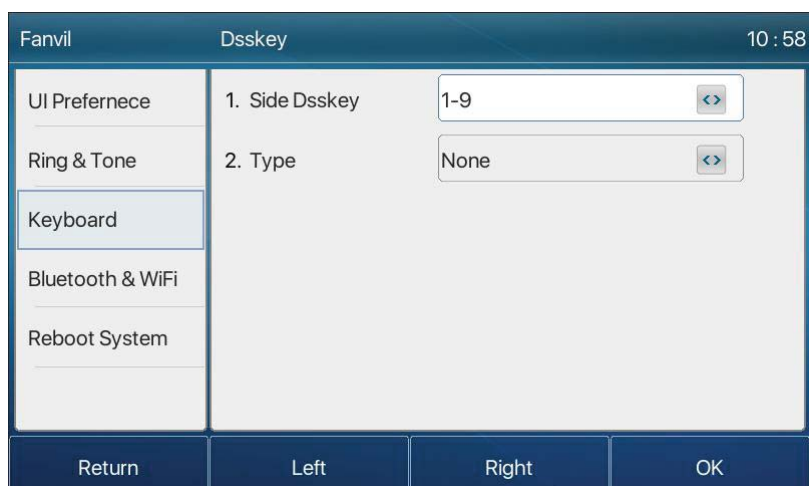 Fanvil Dsskey 10 : 58
UI Prefernece
Ring & Tone
Keyboard
Bluetooth & WiFi
Reboot System
1. Side Dsskey 1-9 <>
2. Type None <>
Return Left Right OK